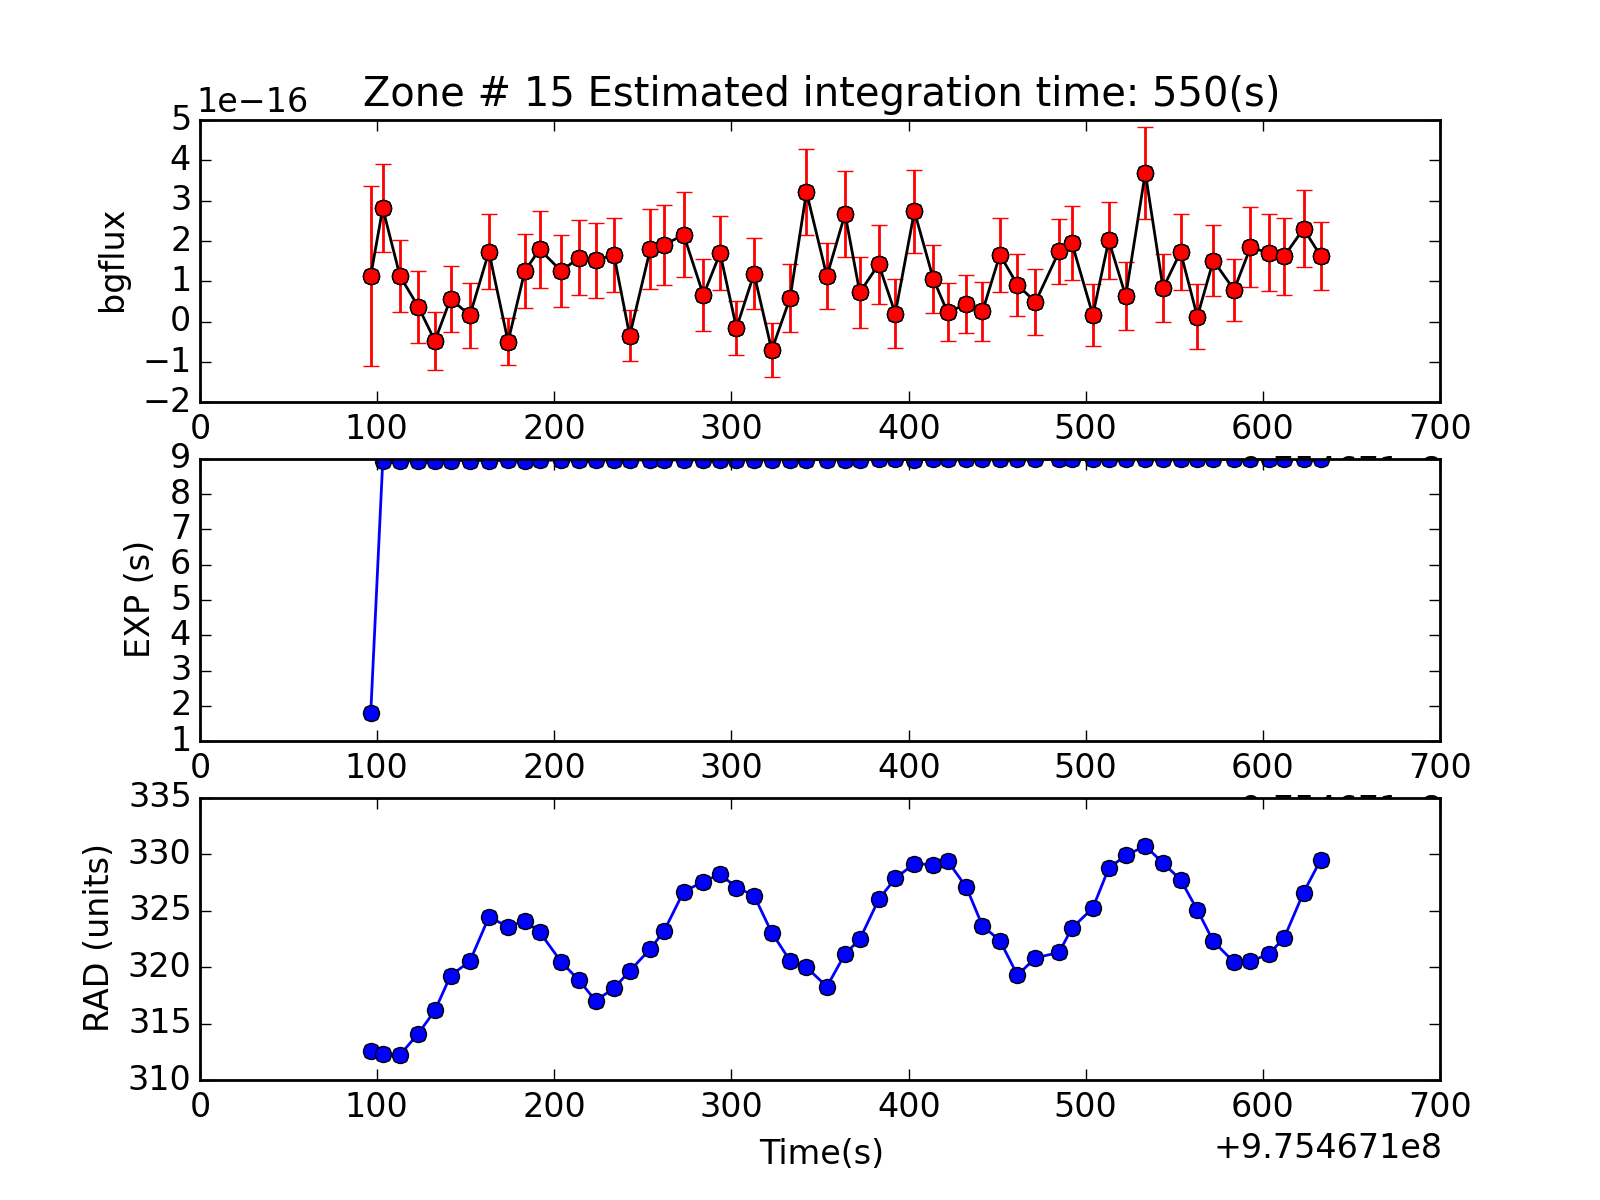 Zone # 15 Estimated integration time: 550(s)
1e−16
5
4
3
2
1
0
−1
−2
bgflux
0 100 200 300 400 500 600 700
9
8
7
6
5
4
3
2
1
EXP (s)
0 100 200 300 400 500 600 700
335
330
325
320
315
310
RAD (units)
0 100 200 300 400 500 600 700
Time(s)
+9.754671e8